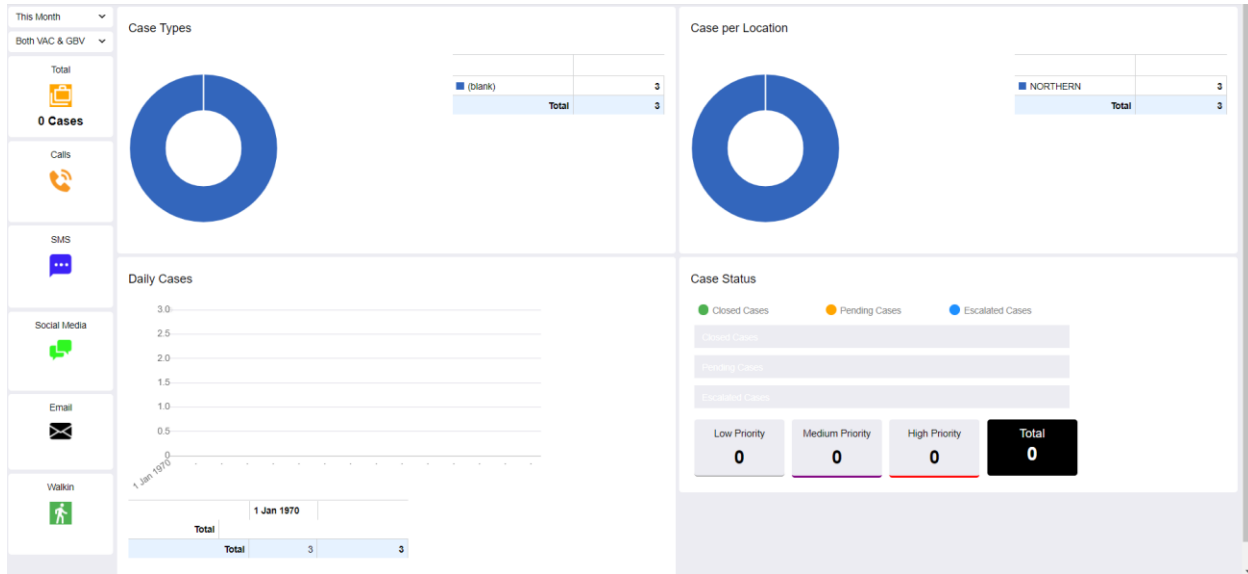 This Month
Both VAC & GBV
Total
0 Cases
Calls
SMS
Social Media
Email
Walkin
Case Types
(blank) 3
Total 3
Case per Location
NORTHERN 3
Total 3
Daily Cases
3.0
2.5
2.0
1.5
1.0
0.5
0
1 Jan 1970
1 Jan 1970
Total
Total 3 3
Case Status
Closed Cases Pending Cases Escalated Cases
Closed Cases
Pending Cases
Escalated Cases
Low Priority Medium Priority High Priority Total
0 0 0 0